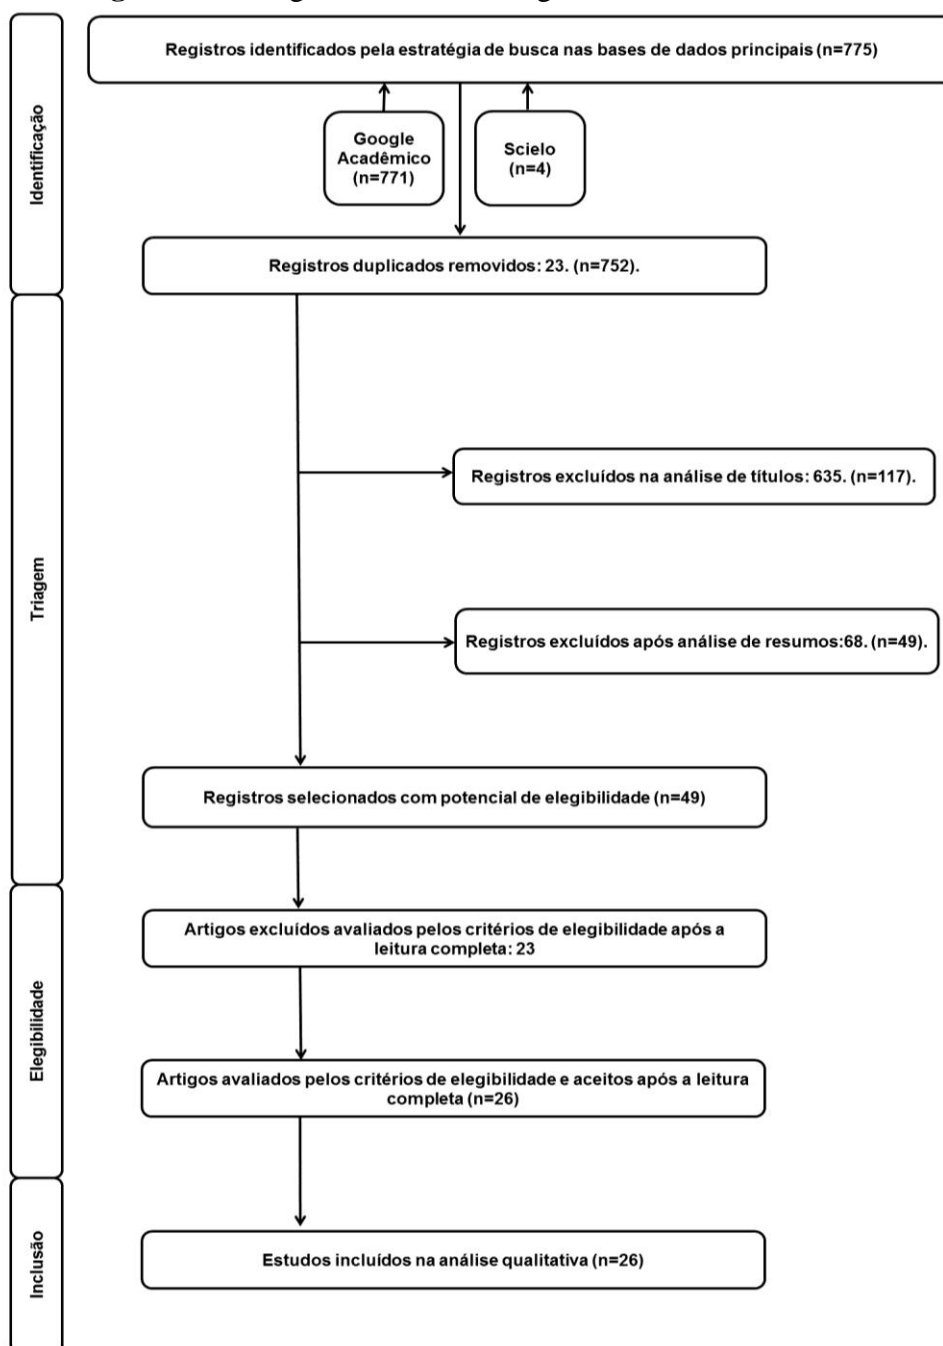 Registros identificados pela estratégia de busca nas bases de dados principais (n=775)
Google
Acadêmico
(n=771)
Scielo
(n=4)
Identificação
Registros duplicados removidos: 23. (n=752).
Registros excluídos na análise de títulos: 635. (n=117).
Triagem
Registros excluídos após análise de resumos:68. (n=49).
Registros selecionados com potencial de elegibilidade (n=49)
Artigos excluídos avaliados pelos critérios de elegibilidade após a
leitura completa: 23
Elegibilidade
Artigos avaliados pelos critérios de elegibilidade e aceitos após a leitura
completa (n=26)
Inclusão
Estudos incluídos na análise qualitativa (n=26)